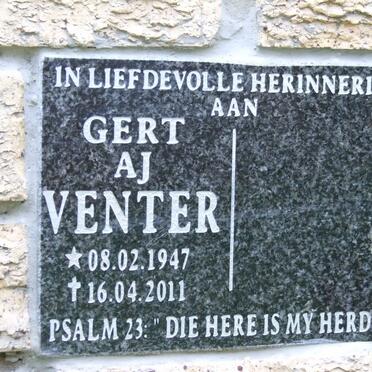 IN LIEFDEVOLLE HERINNERI
AAN
GERT
AJ
VENTER
★ 08.02.1947
✝ 16.04.2011
PSALM 23: " DIE HERE IS MY HERD